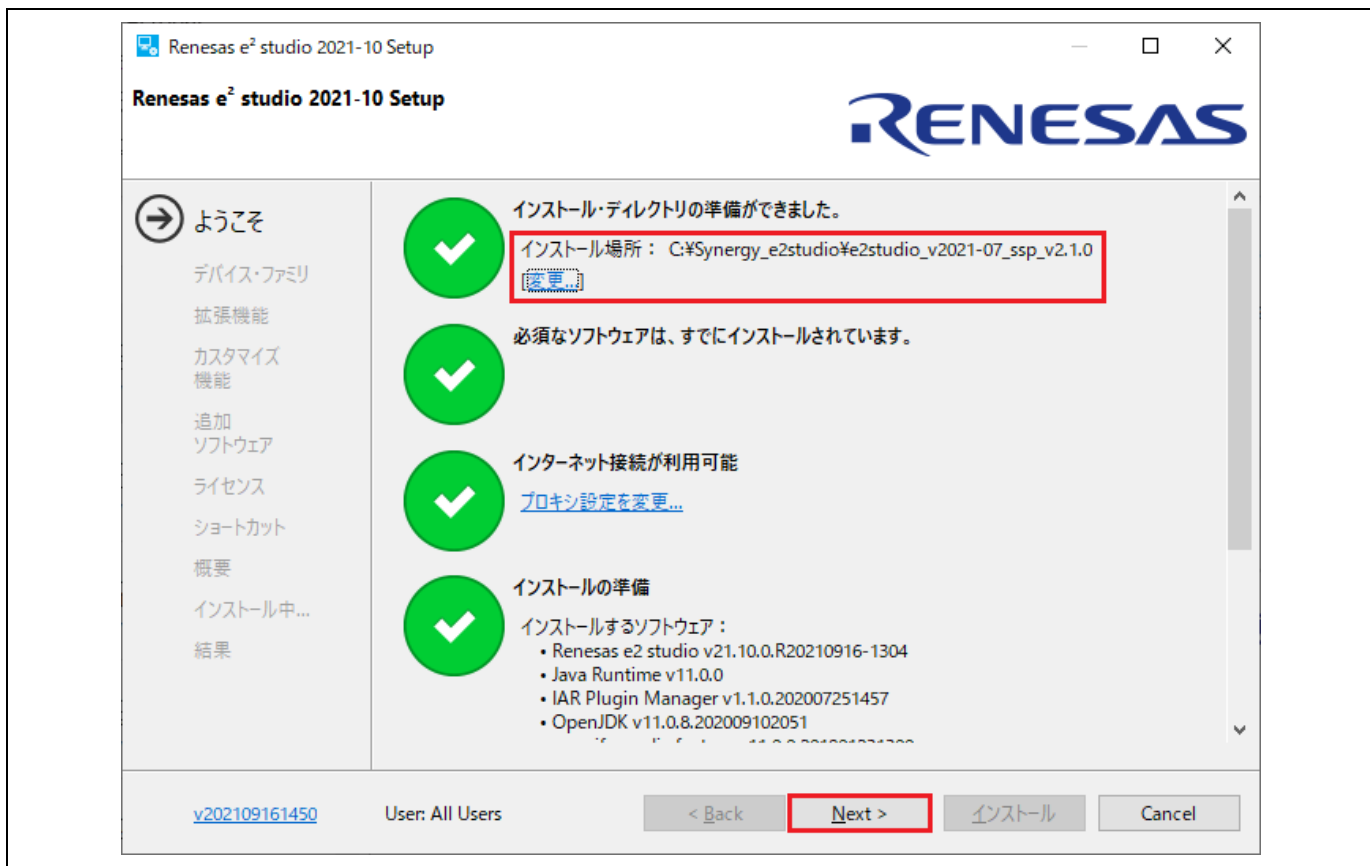 Renesas e² studio 2021-10 Setup
Renesas e² studio 2021-10 Setup
RENESAS
ようこそ
デバイス・ファミリ
拡張機能
カスタマイズ
機能
追加
ソフトウェア
ライセンス
ショートカット
概要
インストール中...
結果
インストール・ディレクトリの準備ができました。
インストール場所： C:¥Synergy_e2studio¥e2studio_v2021-07_ssp_v2.1.0
[変更...]
必須なソフトウェアは、すでにインストールされています。
インターネット接続が利用可能
プロキシ設定を変更...
インストールの準備
インストールするソフトウェア：
• Renesas e2 studio v21.10.0.R20210916-1304
• Java Runtime v11.0.0
• IAR Plugin Manager v1.1.0.202007251457
• OpenJDK v11.0.8.202009102051
v202109161450
User: All Users
< Back
Next >
インストール
Cancel